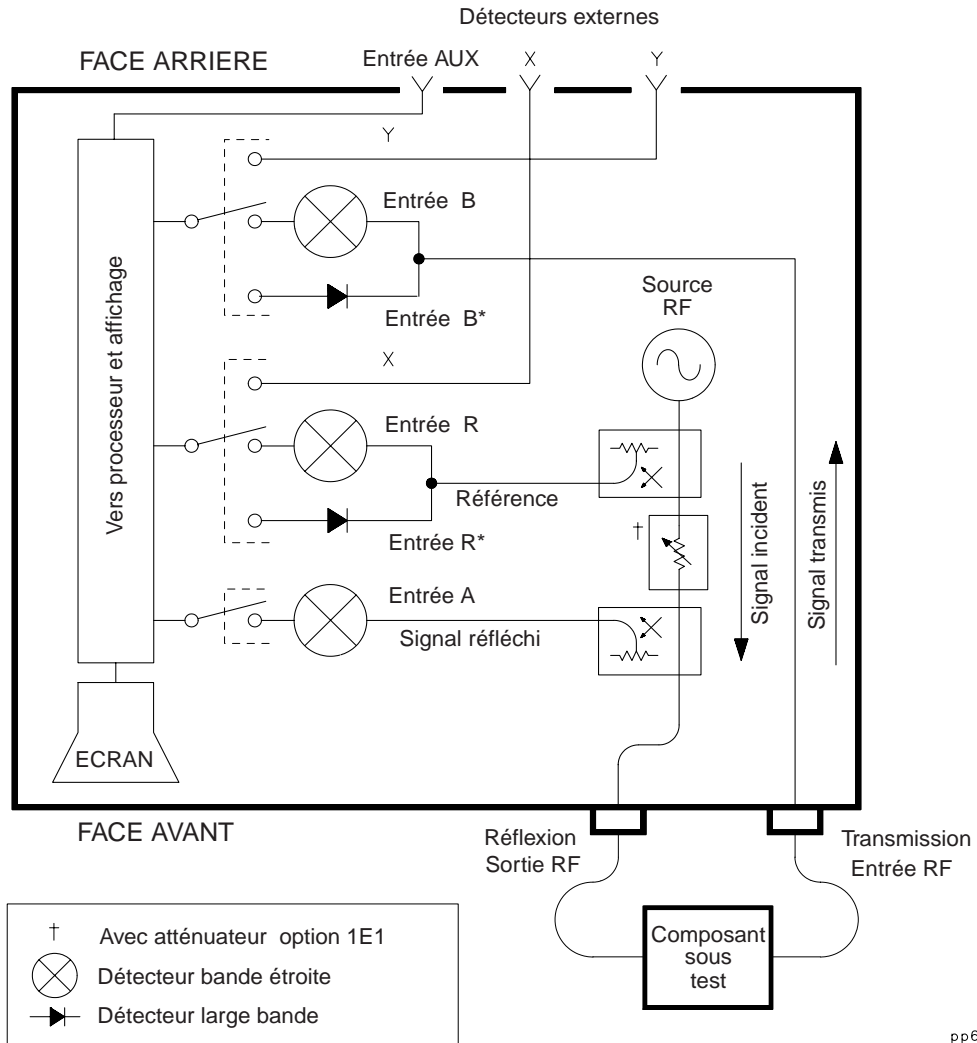 Détecteurs externes
FACE ARRIERE
Entrée AUX
X
Y
Y
Entrée B
Entrée B*
Vers processeur et affichage
Source
RF
X
Entrée R
Référence
Entrée R*
†
Signal incident
Signal transmis
Entrée A
Signal réfléchi
ECRAN
FACE AVANT
Réflexion
Sortie RF
Transmission
Entrée RF
Composant
sous
test
† Avec atténuateur option 1E1
Détecteur bande étroite
Détecteur large bande
pp6